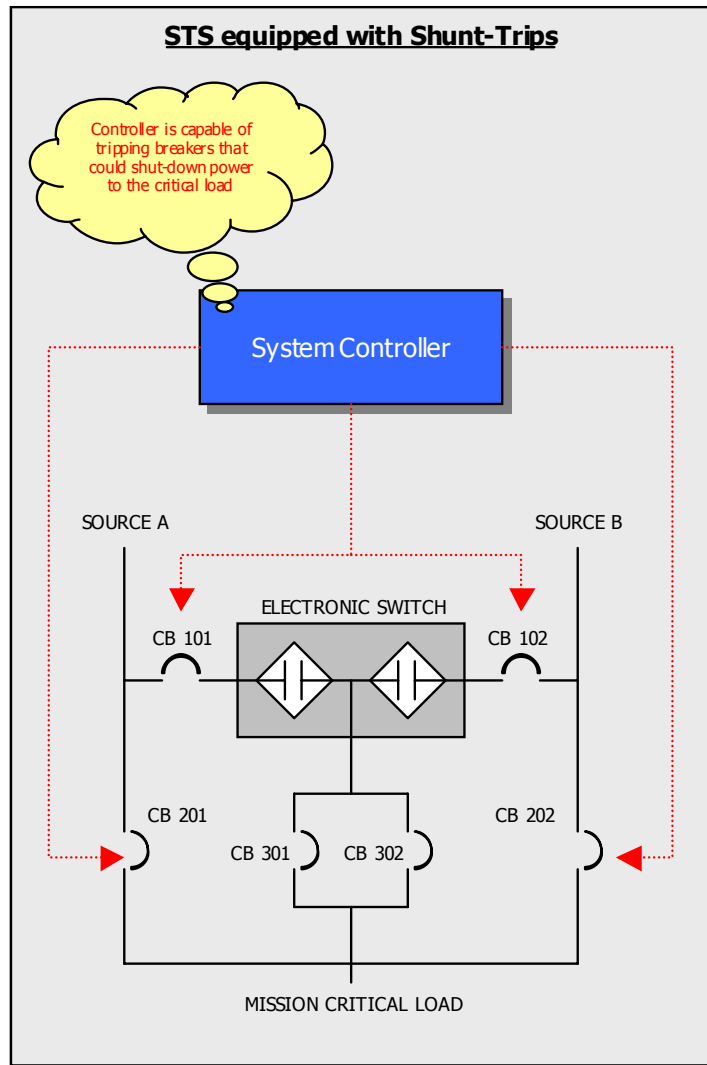 STS equipped with Shunt-Trips
Controller is capable of
tripping breakers that
could shut-down power
to the critical load
System Controller
SOURCE A
SOURCE B
ELECTRONIC SWITCH
CB 101
CB 102
CB 201
CB 202
CB 301
CB 302
MISSION CRITICAL LOAD